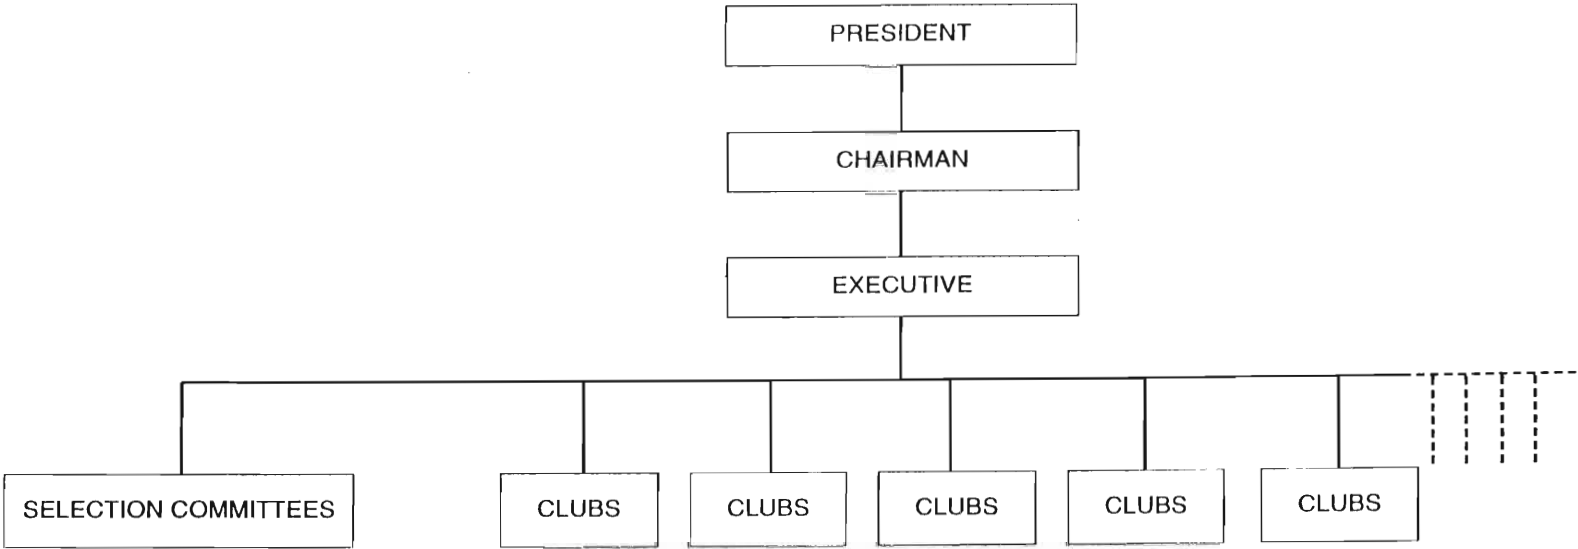 PRESIDENT
CHAIRMAN
EXECUTIVE
SELECTION COMMITTEES
CLUBS
CLUBS
CLUBS
CLUBS
CLUBS